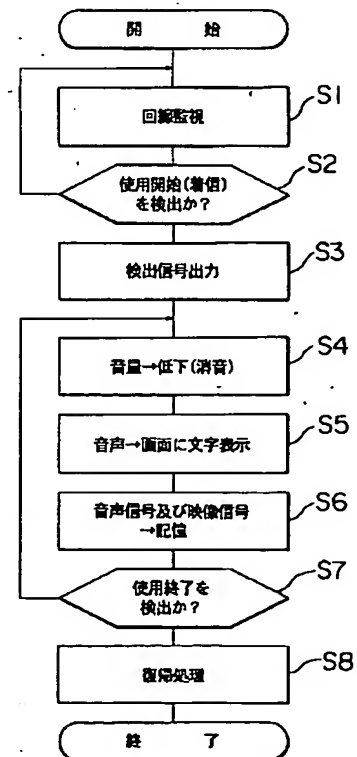 開 始
回線監視
S1
使用開始(着信)
を検出か?
S2
検出信号出力
S3
音量→低下(消音)
S4
音声→画面に文字表示
S5
音声信号及び映像信号
→記憶
S6
使用終了を
検出か?
S7
復帰処理
S8
終 了